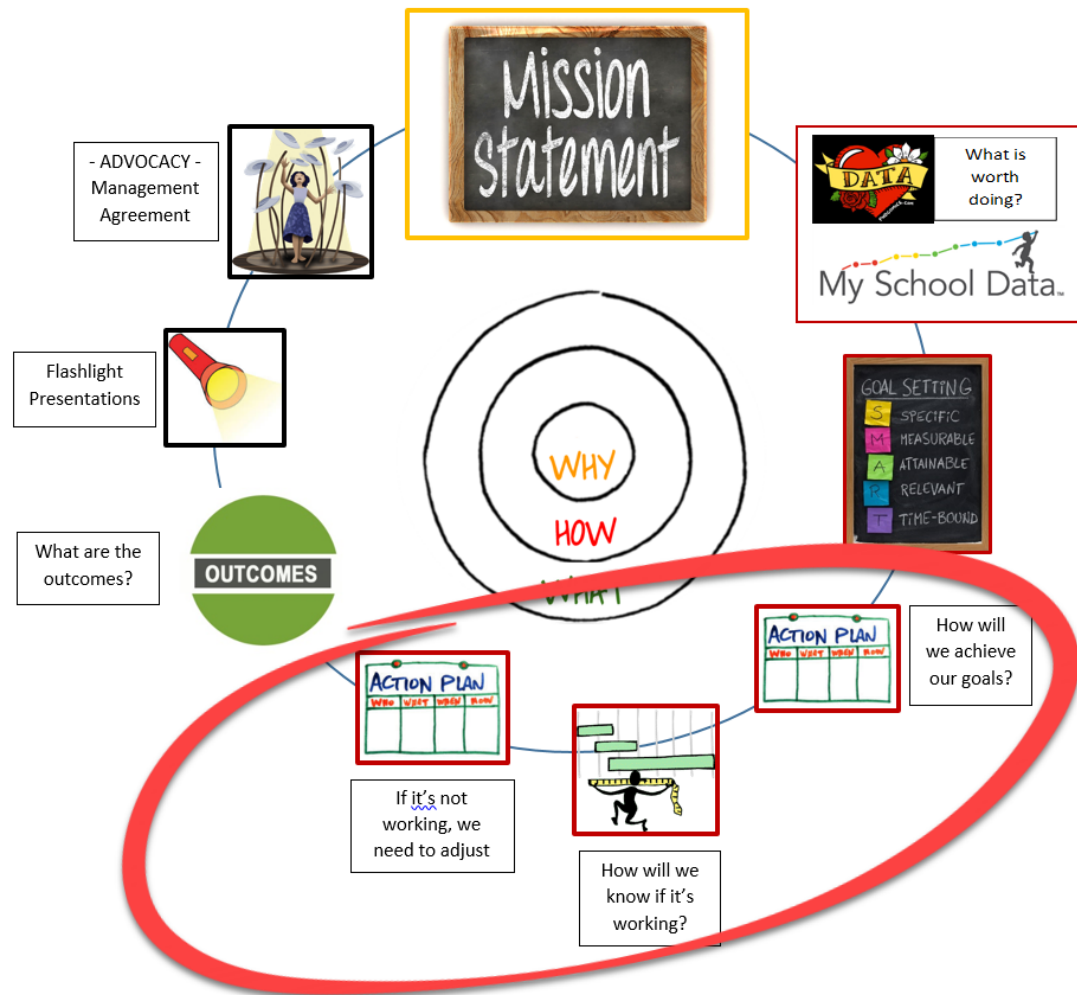 Mission
Statement
- ADVOCACY -
Management
Agreement
DATA
What is
worth
doing?
My School Data™
Flashlight
Presentations
GOAL SETTING
S SPECIFIC
M MEASURABLE
A ATTAINABLE
R RELEVANT
T TIME-BOUND
WHY
HOW
WHAT
What are the
outcomes?
OUTCOMES
ACTION PLAN
WHO WHAT WHEN HOW
How will
we achieve
our goals?
ACTION PLAN
WHO WHAT WHEN HOW
If it's not
working, we
need to adjust
How will we
know if it's
working?